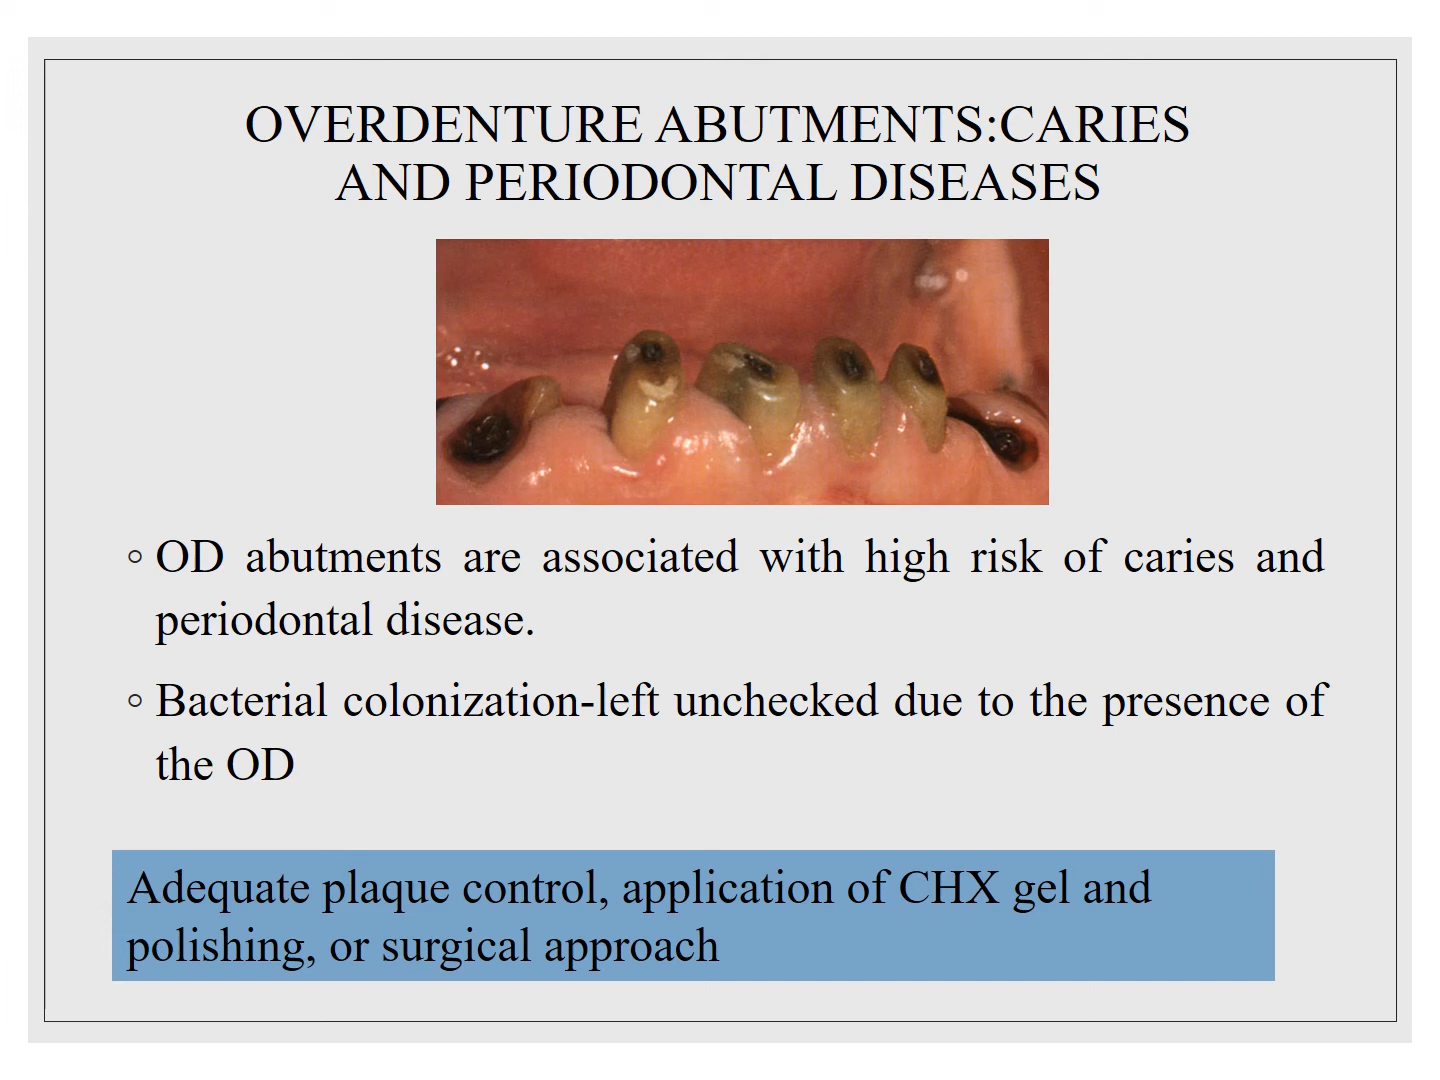 OVERDENTURE ABUTMENTS:CARIES
AND PERIODONTAL DISEASES
◦ OD abutments are associated with high risk of caries and
periodontal disease.
◦ Bacterial colonization-left unchecked due to the presence of
the OD
Adequate plaque control, application of CHX gel and
polishing, or surgical approach